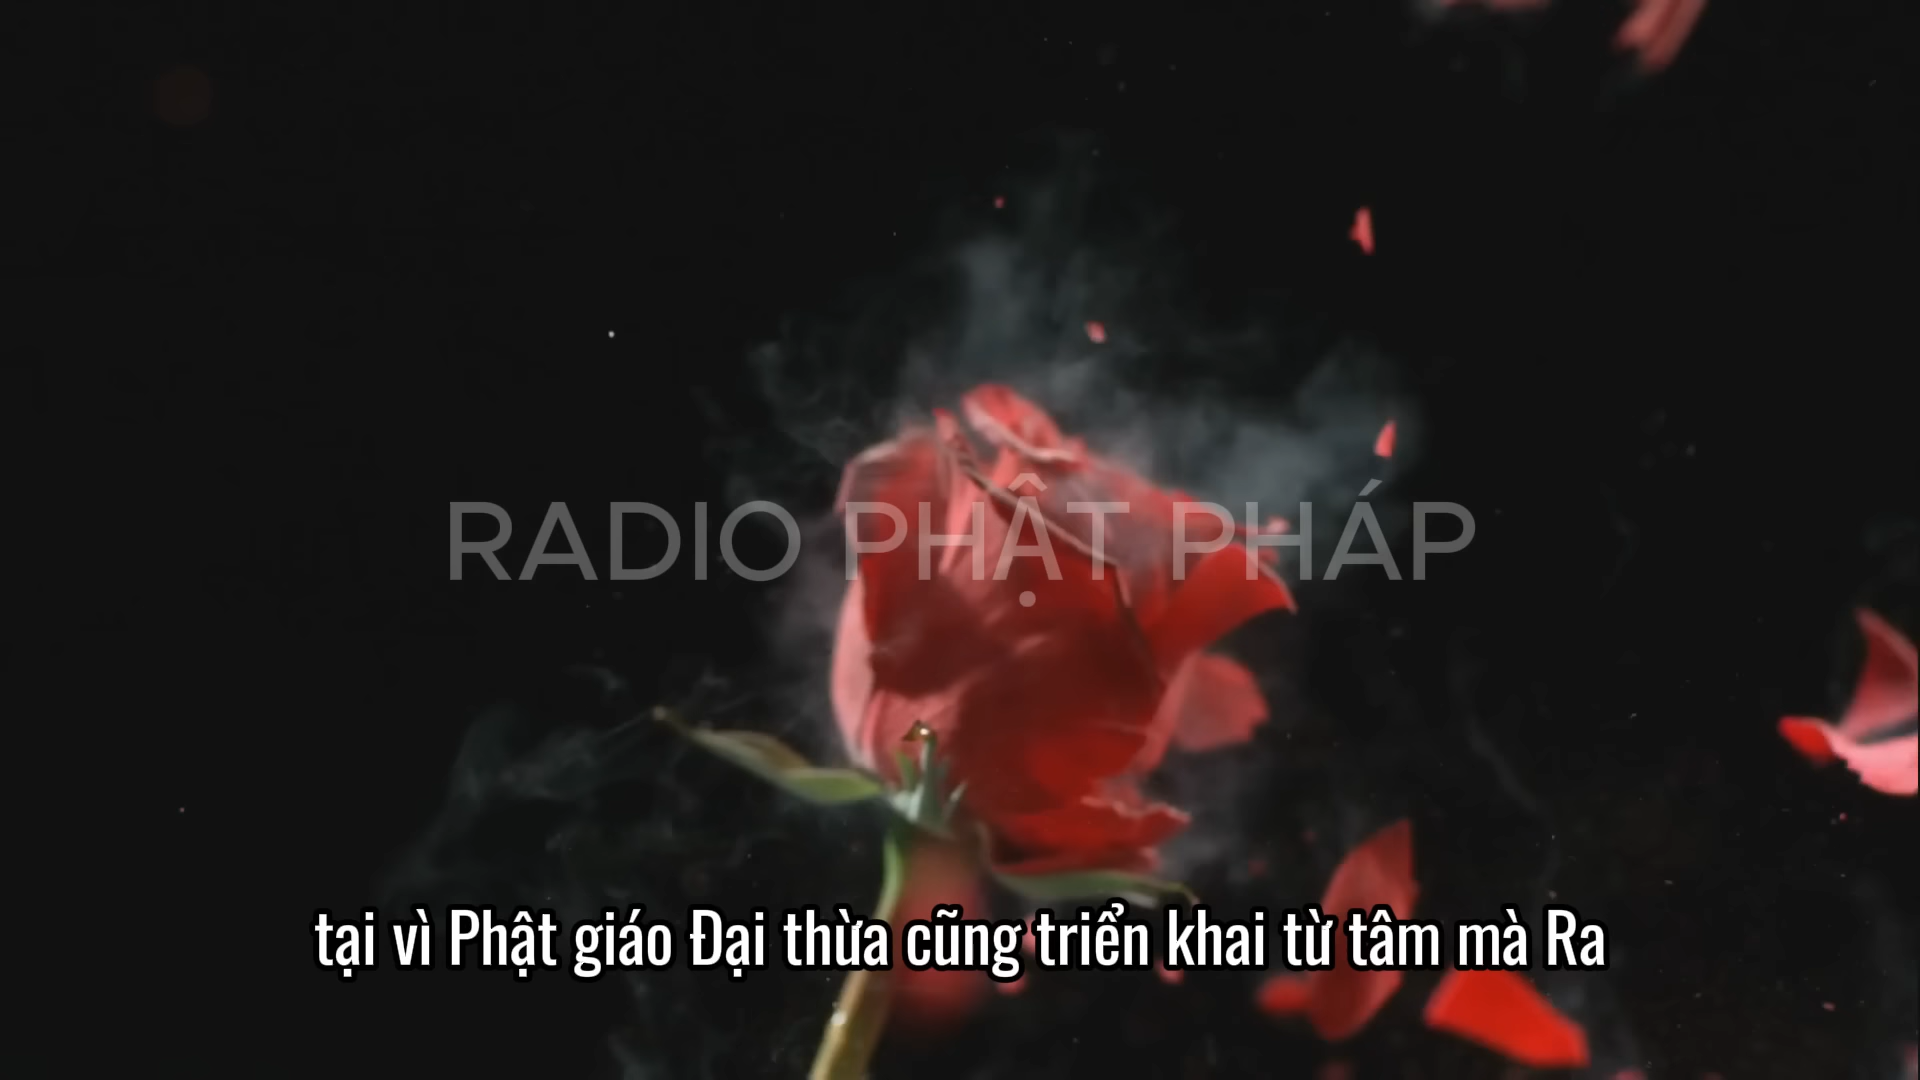 RADIO PHẬT PHÁP
tại vì Phật giáo Đại thừa cũng triển khai từ tâm mà Ra